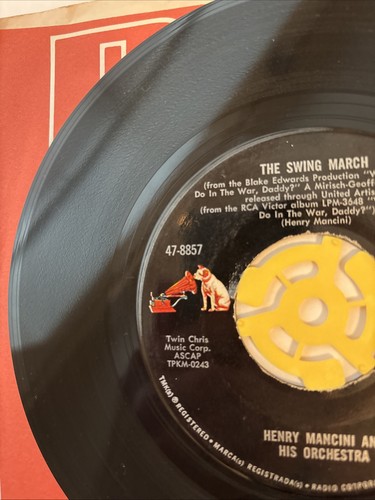 THE SWING MARCH
(from the Blake Edwards Production "W
Do In The War, Daddy?" A Mirisch-Geoff
released through United Artis
(from the RCA Victor album LPM-3648 "
Do In The War, Daddy?"
(Henry Mancini)
47-8857
Twin Chris
Music Corp.
ASCAP
TPKM-0243
HENRY MANCINI AN
HIS ORCHESTRA
TMK(s) ® REGISTERED • MARCA(s) REGISTRADA(s) • RADIO CORPORA